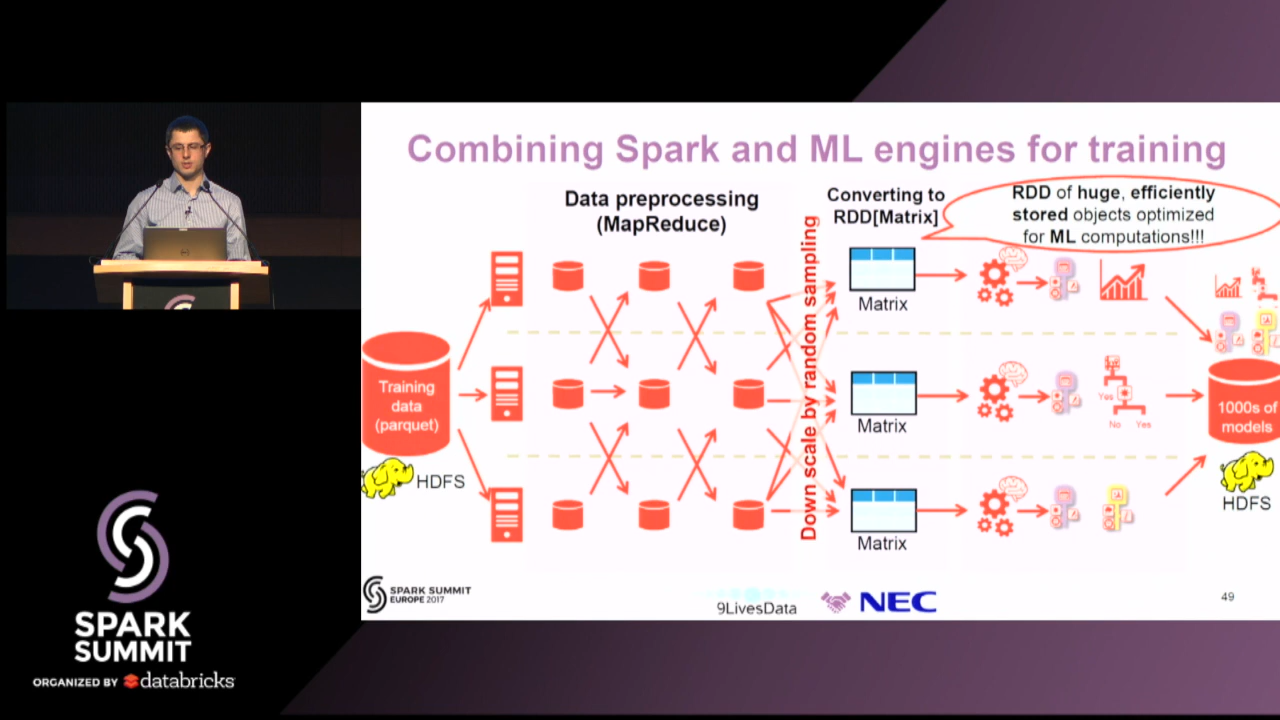 Combining Spark and ML engines for training
Data preprocessing
(MapReduce)
Converting to
RDD[Matrix]
RDD of huge, efficiently
stored objects optimized
for ML computations!!!
Down scale by random sampling
Matrix
Training
data
(parquet)
HDFS
Matrix
Yes
No Yes
1000s of
models
HDFS
Matrix
SPARK SUMMIT
EUROPE 2017
9LivesData
NEC
49
SPARK
SUMMIT
ORGANIZED BY databricks